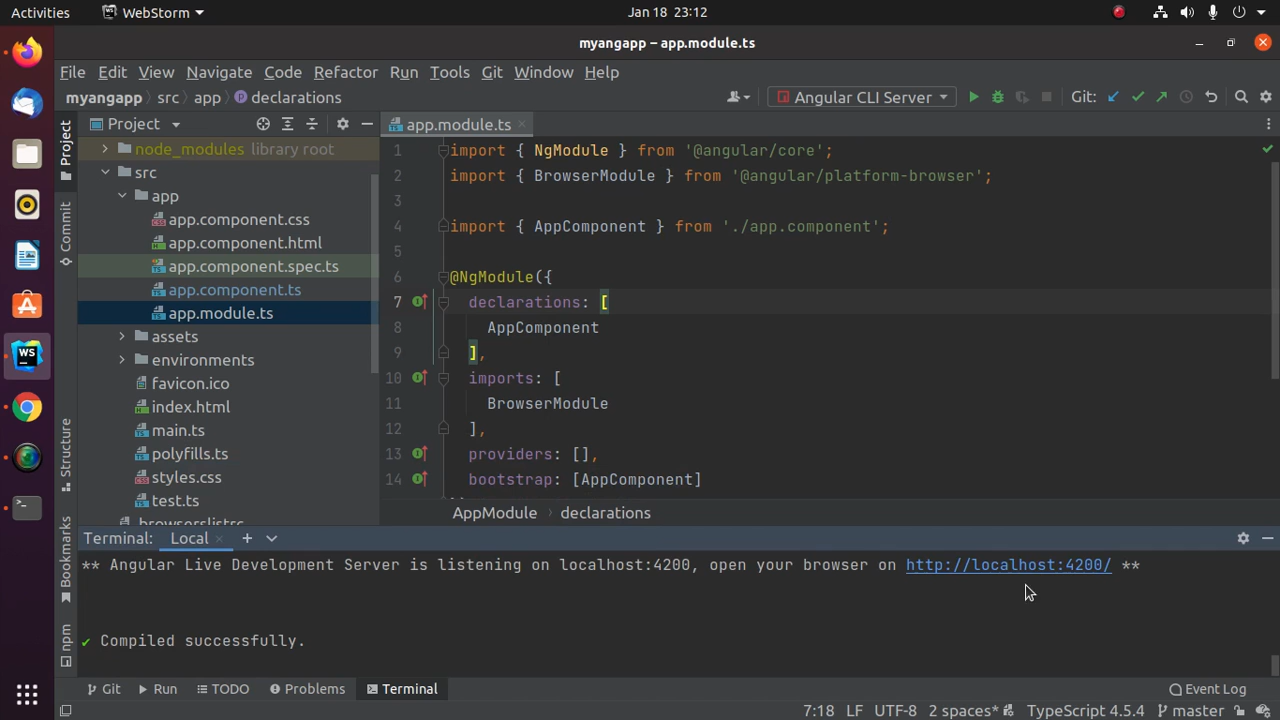 Activities
WebStorm
Jan 18 23:12
myangapp – app.module.ts
File Edit View Navigate Code Refactor Run Tools Git Window Help
myangapp src app declarations
Angular CLI Server
Git:
Project
app.module.ts
node_modules library root
src
app
app.component.css
app.component.html
app.component.spec.ts
app.component.ts
app.module.ts
assets
environments
favicon.ico
index.html
main.ts
polyfills.ts
styles.css
test.ts
.browserslistrc
Project
Commit
Structure
Bookmarks
npm
1 import { NgModule } from '@angular/core';
2 import { BrowserModule } from '@angular/platform-browser';
3
4 import { AppComponent } from './app.component';
5
6 @NgModule({
7 declarations: [
8 AppComponent
9 ],
10 imports: [
11 BrowserModule
12 ],
13 providers: [],
14 bootstrap: [AppComponent]
AppModule declarations
Terminal: Local
** Angular Live Development Server is listening on localhost:4200, open your browser on http://localhost:4200/ **
✔ Compiled successfully.
Git Run TODO Problems Terminal Event Log
7:18 LF UTF-8 2 spaces* TypeScript 4.5.4 master